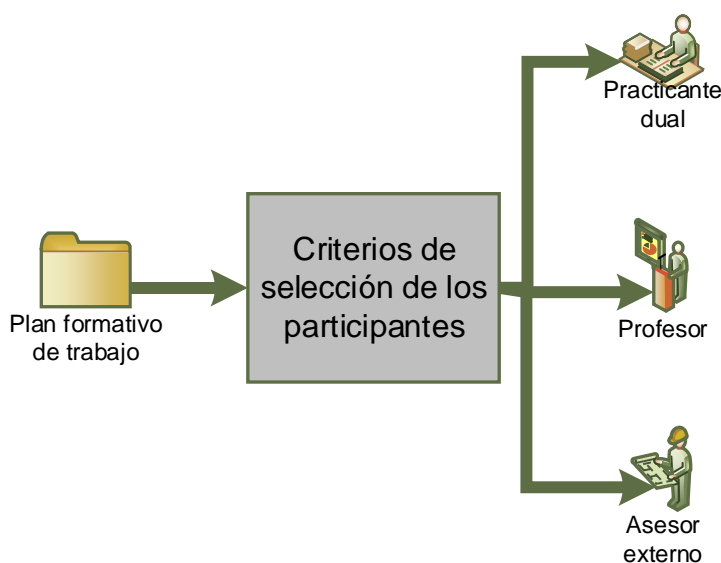 Plan formativo
de trabajo
Criterios de
selección de los
participantes
Practicante
dual
Profesor
Asesor
externo